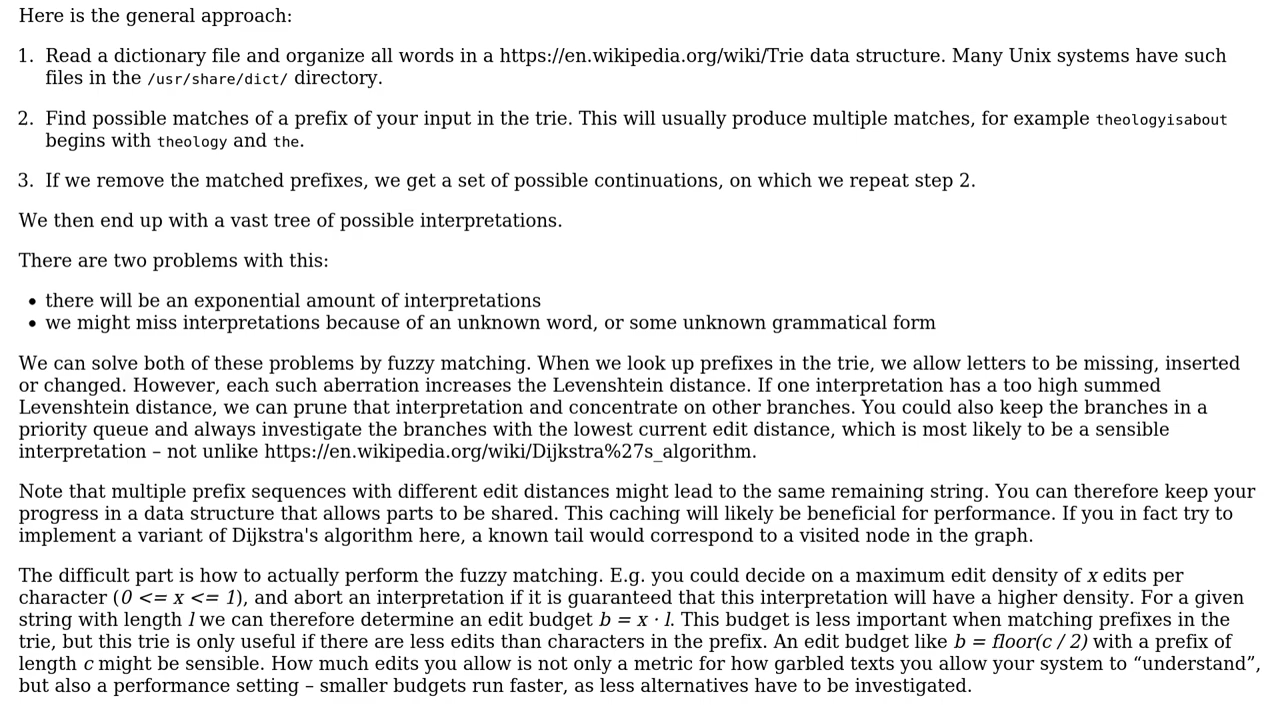 Here is the general approach:
1. Read a dictionary file and organize all words in a https://en.wikipedia.org/wiki/Trie data structure. Many Unix systems have such
files in the /usr/share/dict/ directory.
2. Find possible matches of a prefix of your input in the trie. This will usually produce multiple matches, for example theologyisabout
begins with theology and the.
3. If we remove the matched prefixes, we get a set of possible continuations, on which we repeat step 2.
We then end up with a vast tree of possible interpretations.
There are two problems with this:
• there will be an exponential amount of interpretations
• we might miss interpretations because of an unknown word, or some unknown grammatical form
We can solve both of these problems by fuzzy matching. When we look up prefixes in the trie, we allow letters to be missing, inserted
or changed. However, each such aberration increases the Levenshtein distance. If one interpretation has a too high summed
Levenshtein distance, we can prune that interpretation and concentrate on other branches. You could also keep the branches in a
priority queue and always investigate the branches with the lowest current edit distance, which is most likely to be a sensible
interpretation – not unlike https://en.wikipedia.org/wiki/Dijkstra%27s_algorithm.
Note that multiple prefix sequences with different edit distances might lead to the same remaining string. You can therefore keep your
progress in a data structure that allows parts to be shared. This caching will likely be beneficial for performance. If you in fact try to
implement a variant of Dijkstra's algorithm here, a known tail would correspond to a visited node in the graph.
The difficult part is how to actually perform the fuzzy matching. E.g. you could decide on a maximum edit density of x edits per
character (0 <= x <= 1), and abort an interpretation if it is guaranteed that this interpretation will have a higher density. For a given
string with length l we can therefore determine an edit budget b = x · l. This budget is less important when matching prefixes in the
trie, but this trie is only useful if there are less edits than characters in the prefix. An edit budget like b = floor(c / 2) with a prefix of
length c might be sensible. How much edits you allow is not only a metric for how garbled texts you allow your system to “understand”,
but also a performance setting – smaller budgets run faster, as less alternatives have to be investigated.